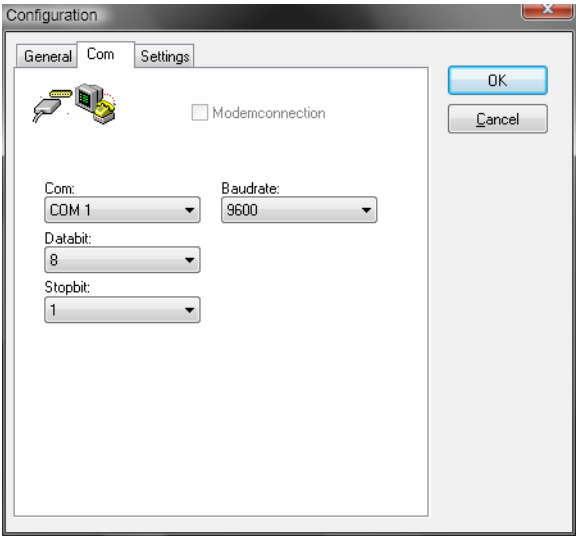 Configuration
General Com Settings
OK
Modemconnection
Cancel
Com: Baudrate:
COM 1 9600
Databit:
8
Stopbit:
1